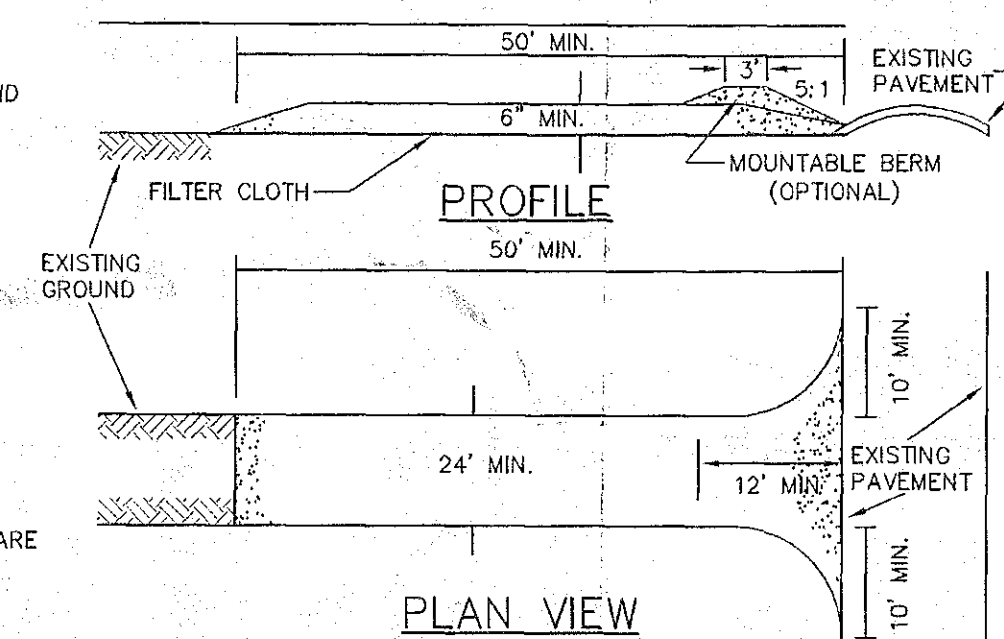 50' MIN.
3'
5:1
EXISTING
PAVEMENT
6" MIN.
FILTER CLOTH
MOUNTABLE BERM
(OPTIONAL)
PROFILE
50' MIN.
EXISTING
GROUND
10' MIN.
24' MIN.
12' MIN.
EXISTING
PAVEMENT
ARE
10' MIN.
PLAN VIEW